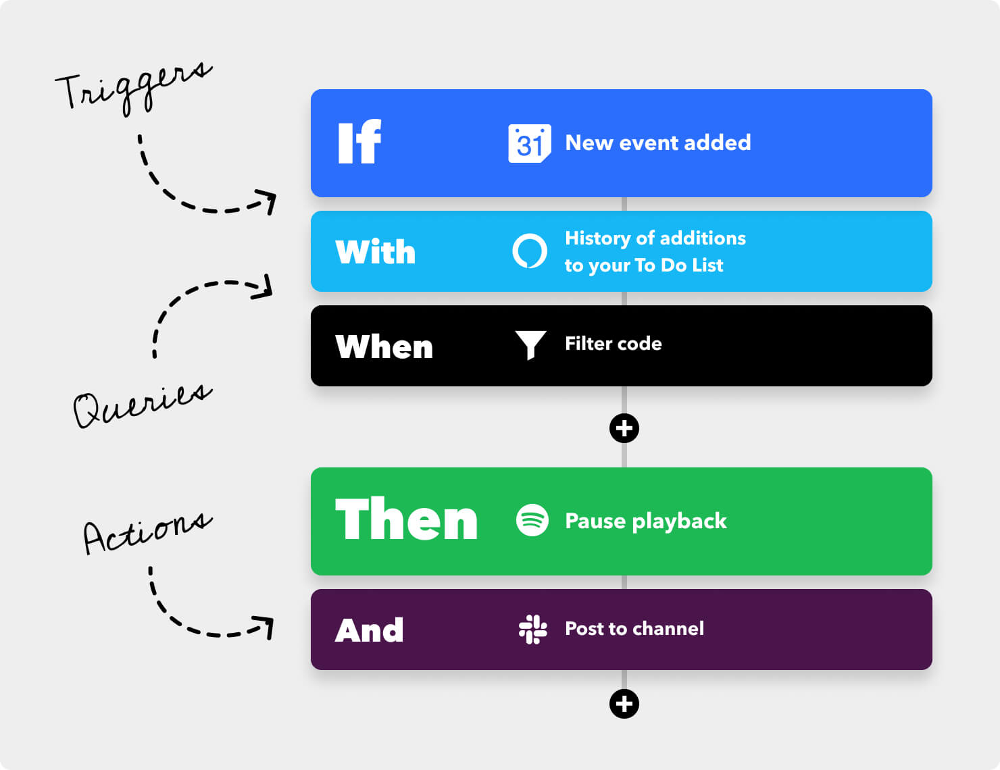 Triggers
If
31
New event added
With
History of additions
to your To Do List
When
Filter code
Queries
Then
Pause playback
Actions
And
Post to channel